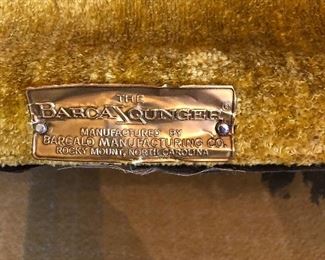 THE
BARCALOUNGER®
MANUFACTURED BY
BARCALO MANUFACTURING CO.
ROCKY MOUNT, NORTH CAROLINA